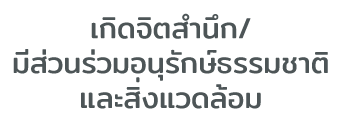 เกิดจิตสำนึก/
มีส่วนร่วมอนุรักษ์ธรรมชาติ
และสิ่งแวดล้อม